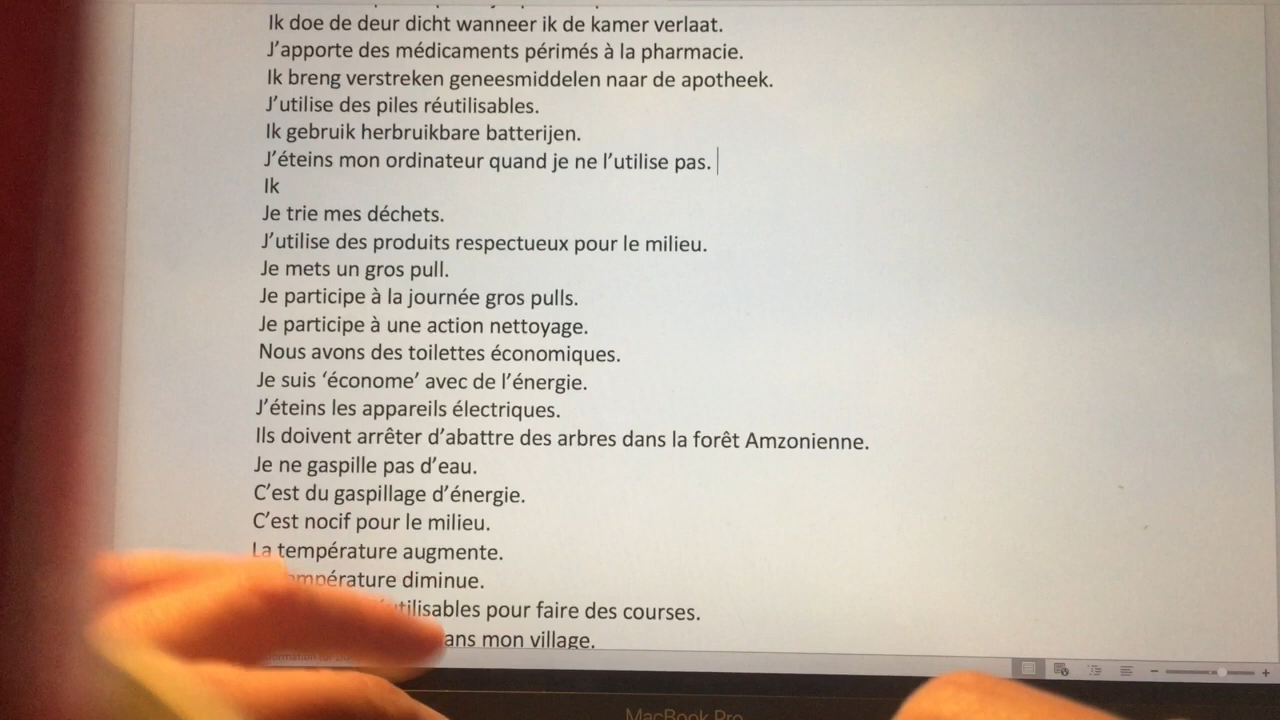 Ik doe de deur dicht wanneer ik de kamer verlaat.
J’apporte des médicaments périmés à la pharmacie.
Ik breng verstreken geneesmiddelen naar de apotheek.
J’utilise des piles réutilisables.
Ik gebruik herbruikbare batterijen.
J’éteins mon ordinateur quand je ne l’utilise pas.
Ik
Je trie mes déchets.
J’utilise des produits respectueux pour le milieu.
Je mets un gros pull.
Je participe à la journée gros pulls.
Je participe à une action nettoyage.
Nous avons des toilettes économiques.
Je suis ‘économe’ avec de l’énergie.
J’éteins les appareils électriques.
Ils doivent arrêter d’abattre des arbres dans la forêt Amzonienne.
Je ne gaspille pas d’eau.
C’est du gaspillage d’énergie.
C’est nocif pour le milieu.
La température augmente.
température diminue.
réutilisables pour faire des courses.
dans mon village.
MacBook Pro